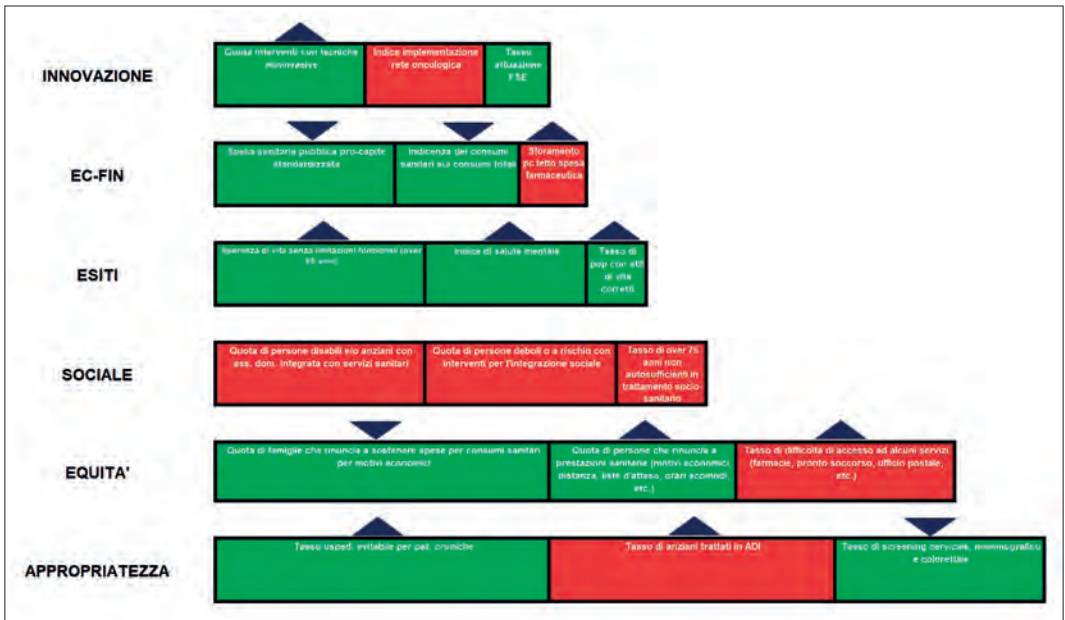 INNOVAZIONE
Quota interventi con tecniche
mininvasive
Indice implementazione
rete oncologica
Tasso
attuazione
FSE
EC-FIN
Spesa sanitaria pubblica pro-capite
standardizzata
Incidenza dei consumi
sanitari sui consumi totali
Sforamento
pc tetto spesa
farmaceutica
ESITI
Speranza di vita senza limitazioni funzionali (over
65 anni)
Indice di salute mentale
Tasso di
pop con stili
di vita
corretti
SOCIALE
Quota di persone disabili e/o anziani con
ass. dom. integrata con servizi sanitari
Quota di persone deboli o a rischio con
interventi per l'integrazione sociale
Tasso di over 75
anni non
autosufficienti in
trattamento socio-
sanitario
EQUITA'
Quota di famiglie che rinuncia a sostenere spese per consumi sanitari
per motivi economici
Quota di persone che rinuncia a
prestazioni sanitarie (motivi economici,
distanza, liste d'attesa, orari scomodi,
etc.)
Tasso di difficoltà di accesso ad alcuni servizi
(farmacie, pronto soccorso, ufficio postale,
etc.)
APPROPRIATEZZA
Tasso osped. evitabile per pat. croniche
Tasso di anziani trattati in ADI
Tasso di screening cervicale, mammografico
e colorettale